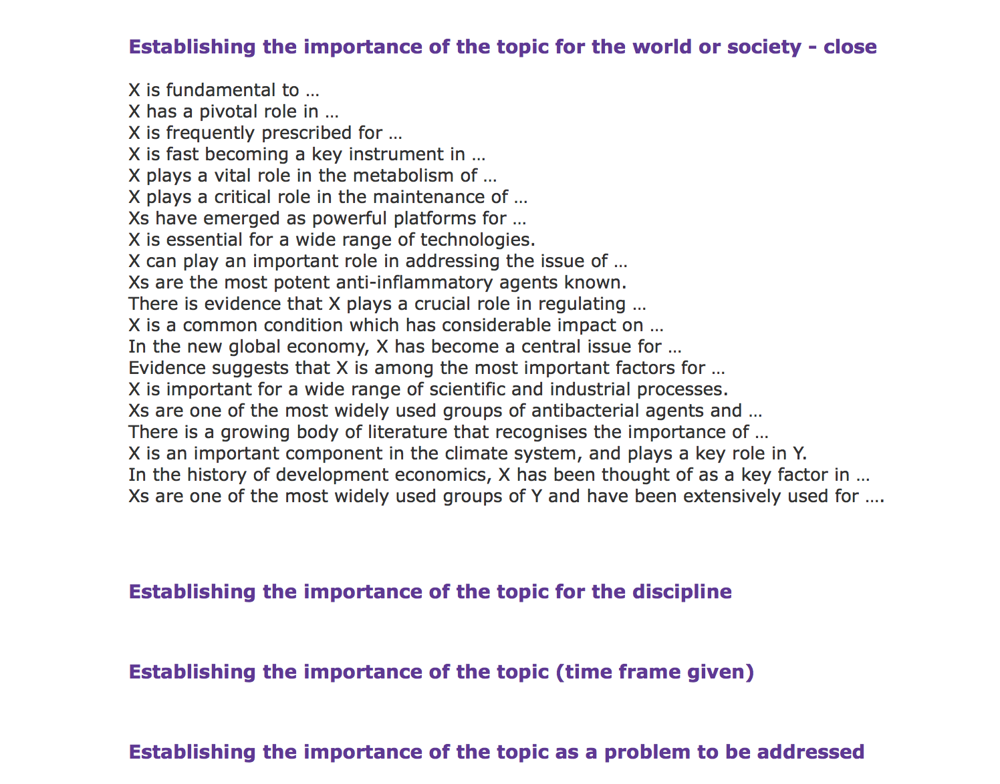 Establishing the importance of the topic for the world or society - close
X is fundamental to …
X has a pivotal role in …
X is frequently prescribed for …
X is fast becoming a key instrument in …
X plays a vital role in the metabolism of …
X plays a critical role in the maintenance of …
Xs have emerged as powerful platforms for …
X is essential for a wide range of technologies.
X can play an important role in addressing the issue of …
Xs are the most potent anti-inflammatory agents known.
There is evidence that X plays a crucial role in regulating …
X is a common condition which has considerable impact on …
In the new global economy, X has become a central issue for …
Evidence suggests that X is among the most important factors for …
X is important for a wide range of scientific and industrial processes.
Xs are one of the most widely used groups of antibacterial agents and …
There is a growing body of literature that recognises the importance of …
X is an important component in the climate system, and plays a key role in Y.
In the history of development economics, X has been thought of as a key factor in …
Xs are one of the most widely used groups of Y and have been extensively used for ….
Establishing the importance of the topic for the discipline
Establishing the importance of the topic (time frame given)
Establishing the importance of the topic as a problem to be addressed